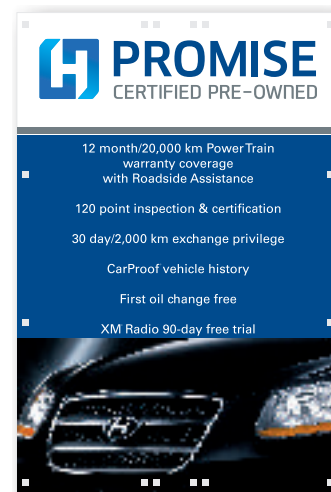 PROMISE
CERTIFIED PRE-OWNED
12 month/20,000 km PowerTrain
warranty coverage
with Roadside Assistance
120 point inspection & certification
30 day/2,000 km exchange privilege
CarProof vehicle history
First oil change free
XM Radio 90-day free trial